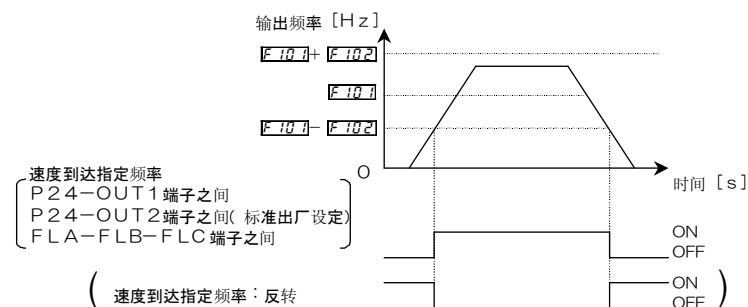 输出频率 [Hz]
F101+ F102
F101
F101- F102
0
时间 [s]
速度到达指定频率
P24-OUT1端子之间
P24-OUT2端子之间( 标准出厂设定)
FLA-FLB-FLC端子之间
ON
OFF
( 速度到达指定频率:反转
ON
OFF )